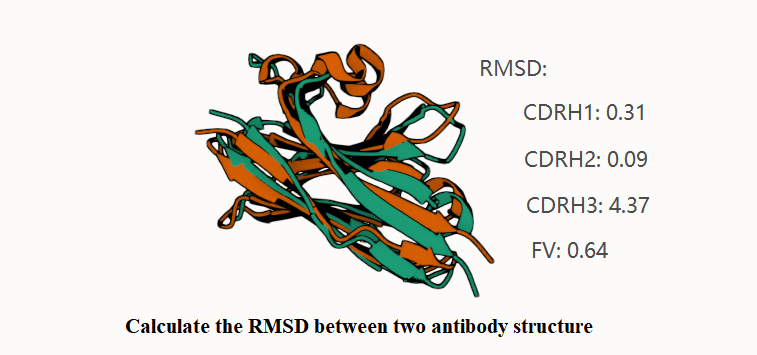 RMSD:
CDRH1: 0.31
CDRH2: 0.09
CDRH3: 4.37
FV: 0.64
Calculate the RMSD between two antibody structure